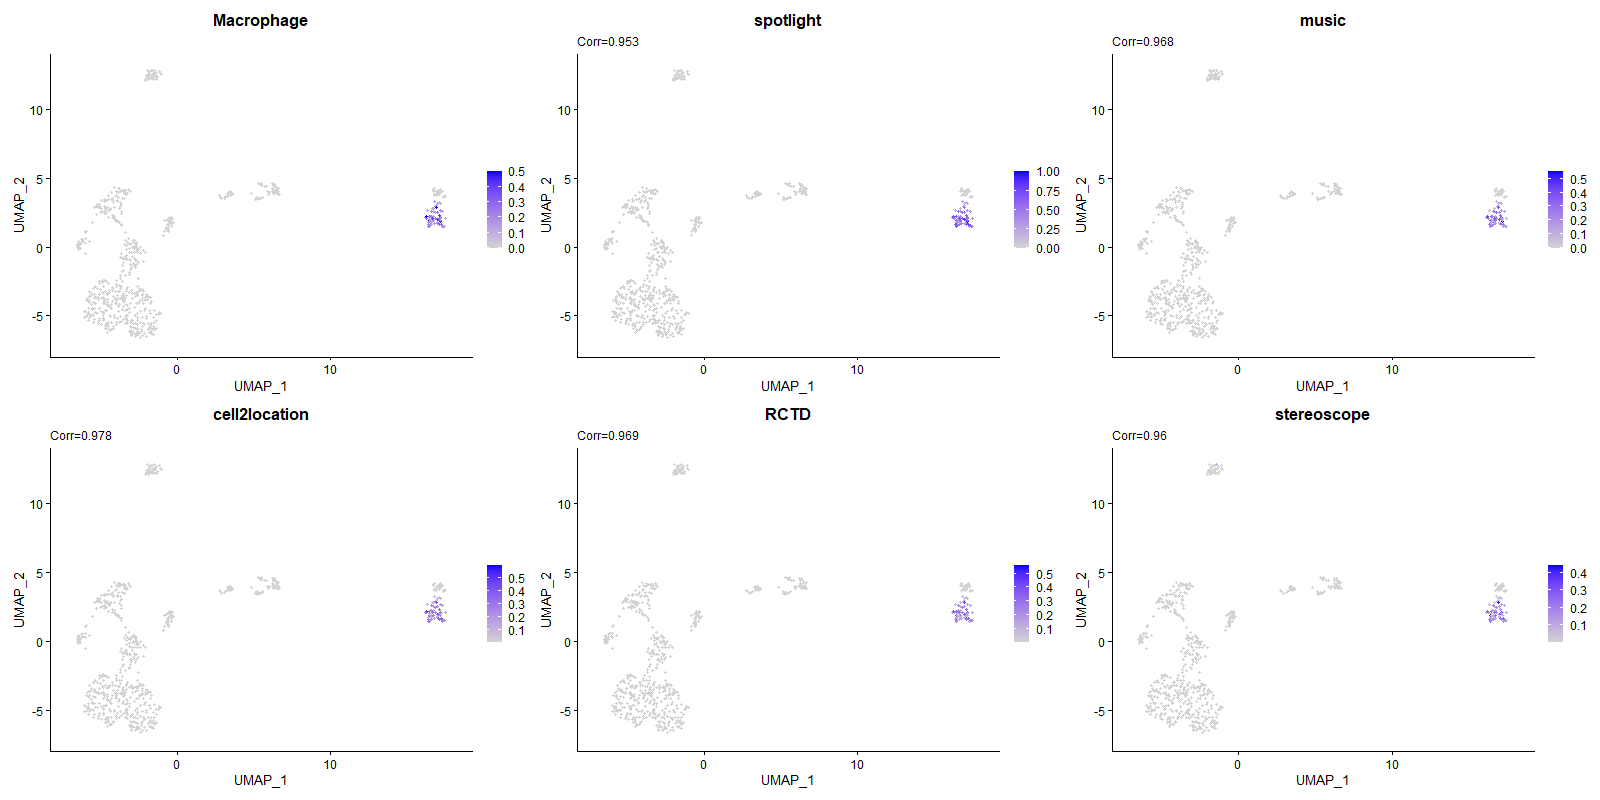 Macrophage
UMAP_2
10
5
0
-5
0
10
UMAP_1
0.5
0.4
0.3
0.2
0.1
0.0
spotlight
Corr=0.953
UMAP_2
10
5
0
-5
0
10
UMAP_1
1.00
0.75
0.50
0.25
0.00
music
Corr=0.968
UMAP_2
10
5
0
-5
0
10
UMAP_1
0.5
0.4
0.3
0.2
0.1
0.0
cell2location
Corr=0.978
UMAP_2
10
5
0
-5
0
10
UMAP_1
0.5
0.4
0.3
0.2
0.1
RCTD
Corr=0.969
UMAP_2
10
5
0
-5
0
10
UMAP_1
0.5
0.4
0.3
0.2
0.1
stereoscope
Corr=0.96
UMAP_2
10
5
0
-5
0
10
UMAP_1
0.4
0.3
0.2
0.1